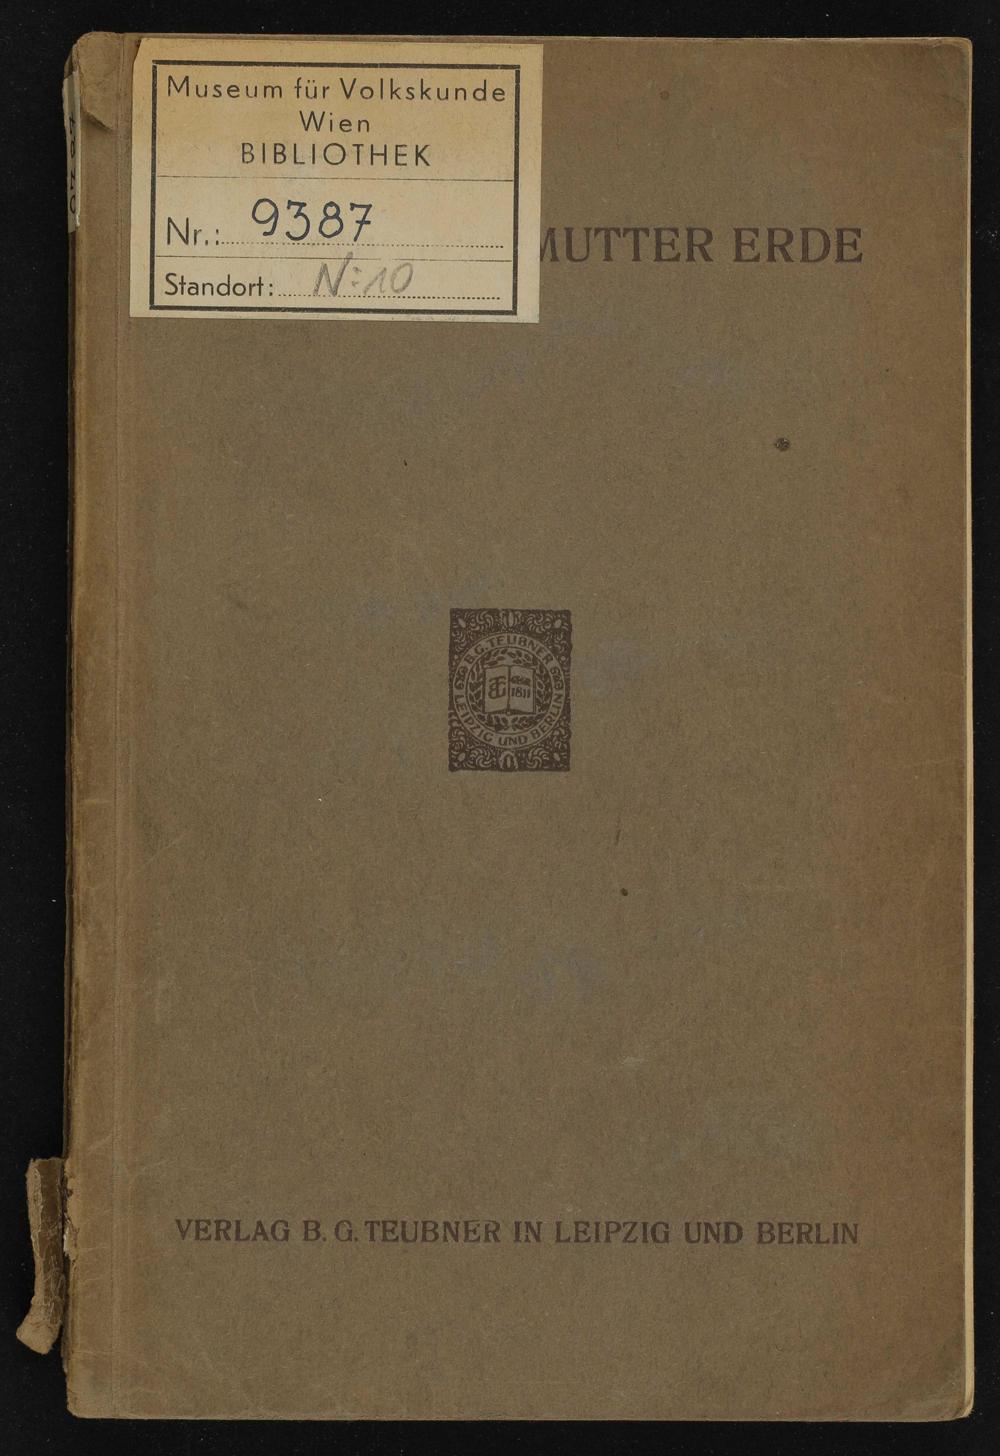 Museum für Volkskunde
Wien
BIBLIOTHEK
Nr.: 9387
Standort: N:10
MUTTER ERDE
B.G. TEUBNER
1811
LEIPZIG UND BERLIN
VERLAG B. G. TEUBNER IN LEIPZIG UND BERLIN